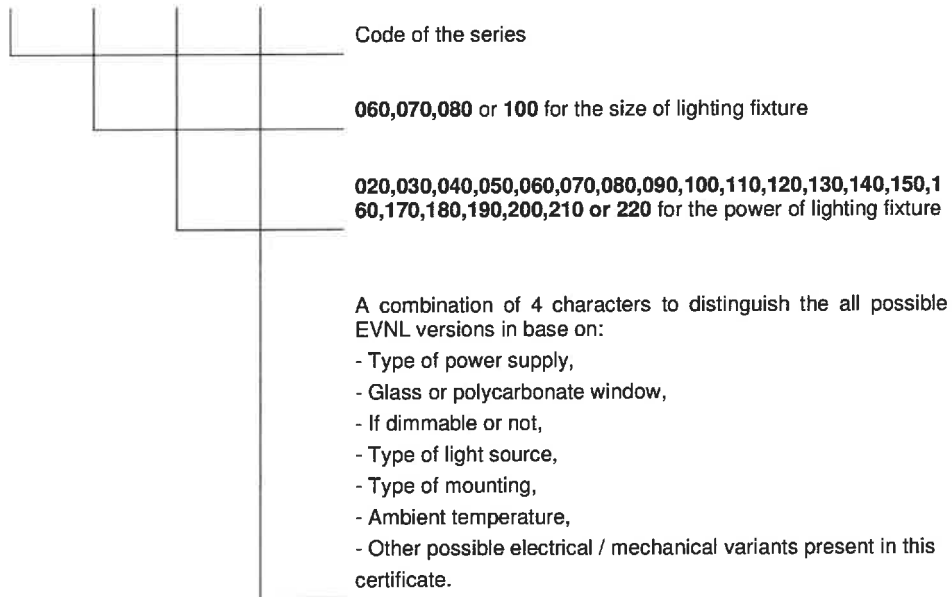 Code of the series
060,070,080 or 100 for the size of lighting fixture
020,030,040,050,060,070,080,090,100,110,120,130,140,150,1
60,170,180,190,200,210 or 220 for the power of lighting fixture
A combination of 4 characters to distinguish the all possible
EVNL versions in base on:
- Type of power supply,
- Glass or polycarbonate window,
- If dimmable or not,
- Type of light source,
- Type of mounting,
- Ambient temperature,
- Other possible electrical / mechanical variants present in this
certificate.